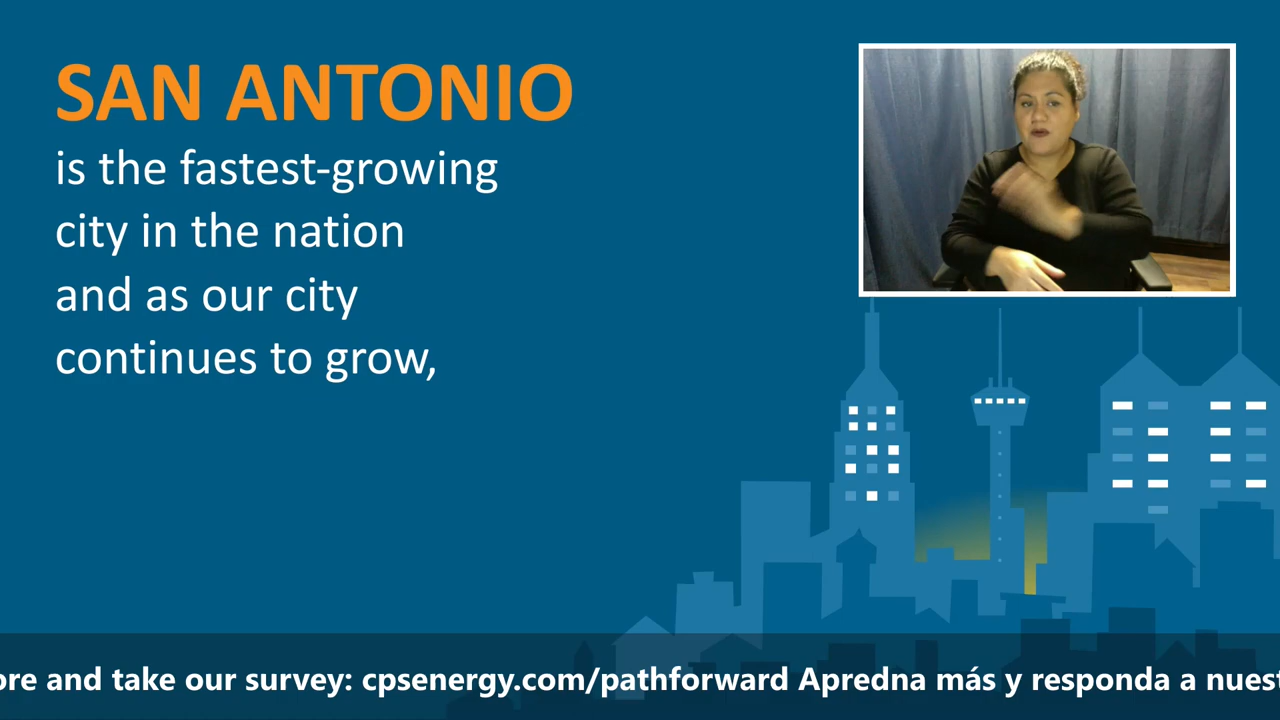 SAN ANTONIO
is the fastest-growing
city in the nation
and as our city
continues to grow,
ore and take our survey: cpsenergy.com/pathforward Apredna más y responda a nuest